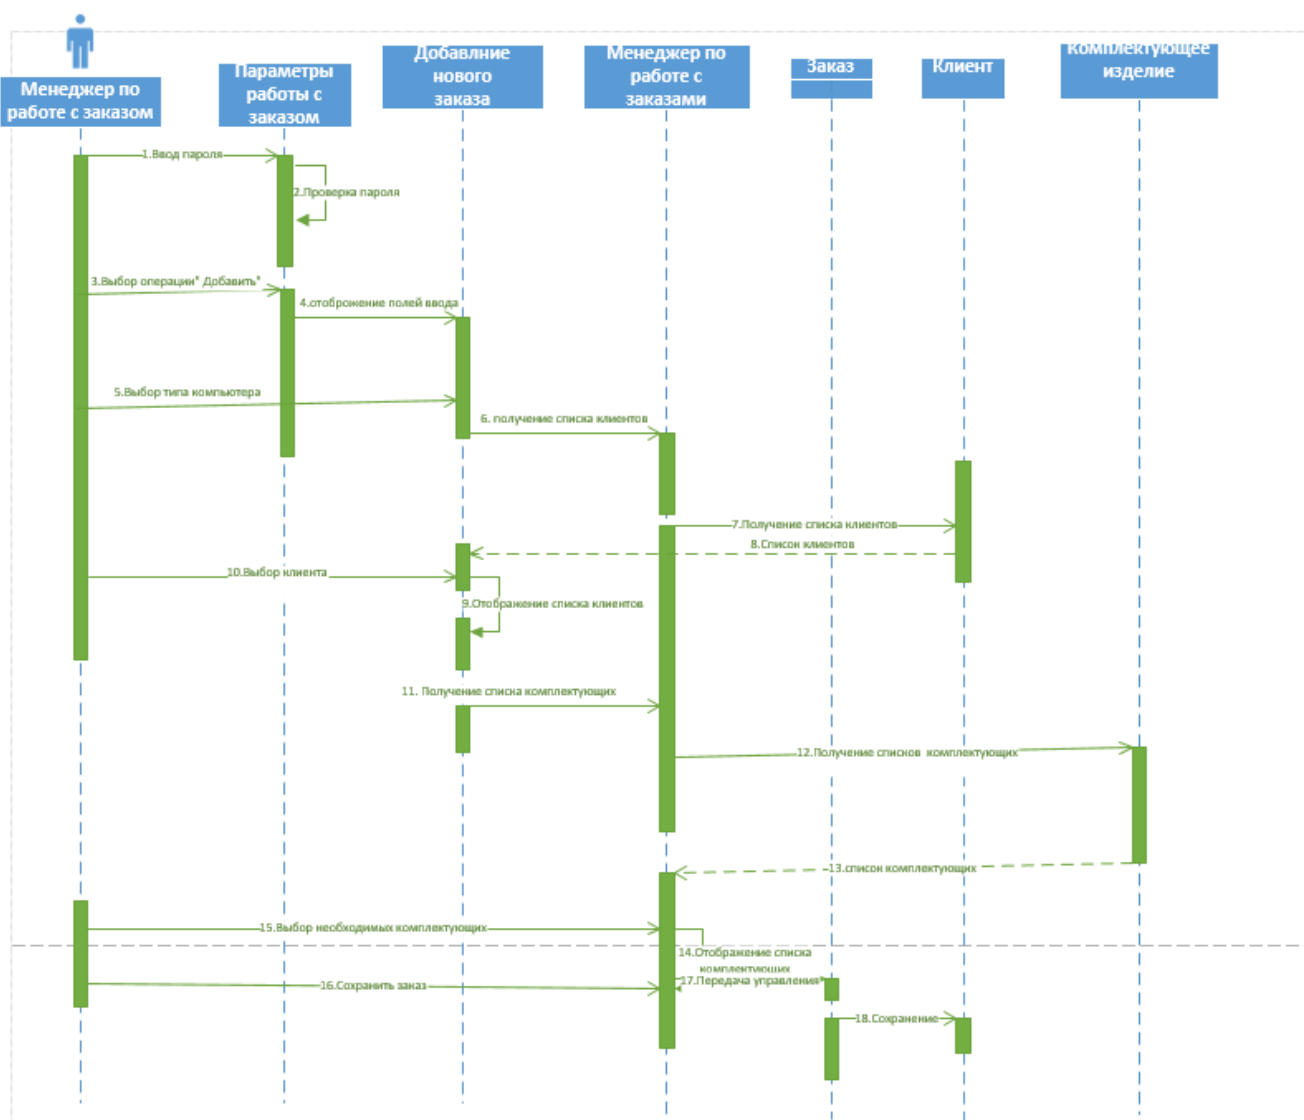 Менеджер по
работе с заказом
Параметры
работы с
заказом
Добавлние
нового
заказа
Менеджер по
работе с
заказами
Заказ
Клиент
Комплектующее
изделие
1.Ввод пароля
2.Проверка пароля
3.Выбор операции" Добавить"
4.отоброжение полей ввода
5.Выбор типа компьютера
6. получение списка клиентов
7.Получение списка клиентов
8.Список клиентов
10.Выбор клиента
9.Отображение списка клиентов
11. Получение списка комплектующих
12.Получение списков комплектующих
13.список комплектующих
15.Выбор необходимых комплектующих
14.Отображение списка
комплектующих
17.Передача управления"
16.Сохранить заказ
18.Сохранение